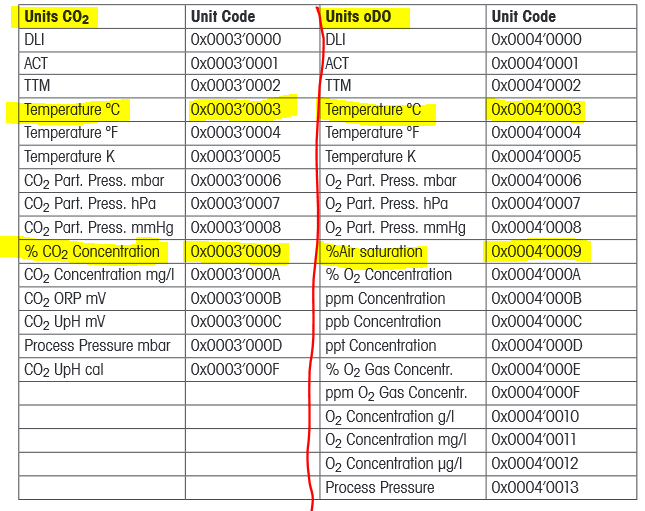 Units CO₂ Unit Code Units oDO Unit Code
DLI 0x0003'0000 DLI 0x0004'0000
ACT 0x0003'0001 ACT 0x0004'0001
TTM 0x0003'0002 TTM 0x0004'0002
Temperature °C 0x0003'0003 Temperature °C 0x0004'0003
Temperature °F 0x0003'0004 Temperature °F 0x0004'0004
Temperature K 0x0003'0005 Temperature K 0x0004'0005
CO₂ Part. Press. mbar 0x0003'0006 O₂ Part. Press. mbar 0x0004'0006
CO₂ Part. Press. hPa 0x0003'0007 O₂ Part. Press. hPa 0x0004'0007
CO₂ Part. Press. mmHg 0x0003'0008 O₂ Part. Press. mmHg 0x0004'0008
% CO₂ Concentration 0x0003'0009 %Air saturation 0x0004'0009
CO₂ Concentration mg/l 0x0003'000A % O₂ Concentration 0x0004'000A
CO₂ ORP mV 0x0003'000B ppm Concentration 0x0004'000B
CO₂ UpH mV 0x0003'000C ppb Concentration 0x0004'000C
Process Pressure mbar 0x0003'000D ppt Concentration 0x0004'000D
CO₂ UpH cal 0x0003'000F % O₂ Gas Concentr. 0x0004'000E
ppm O₂ Gas Concentr. 0x0004'000F
O₂ Concentration g/l 0x0004'0010
O₂ Concentration mg/l 0x0004'0011
O₂ Concentration µg/l 0x0004'0012
Process Pressure 0x0004'0013